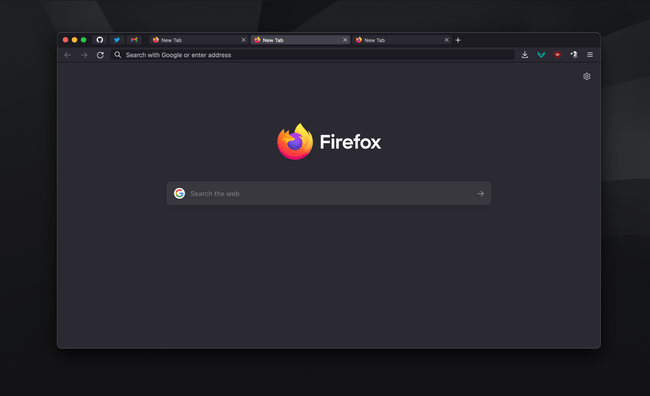 New Tab
New Tab
New Tab
Search with Google or enter address
Firefox
Search the web